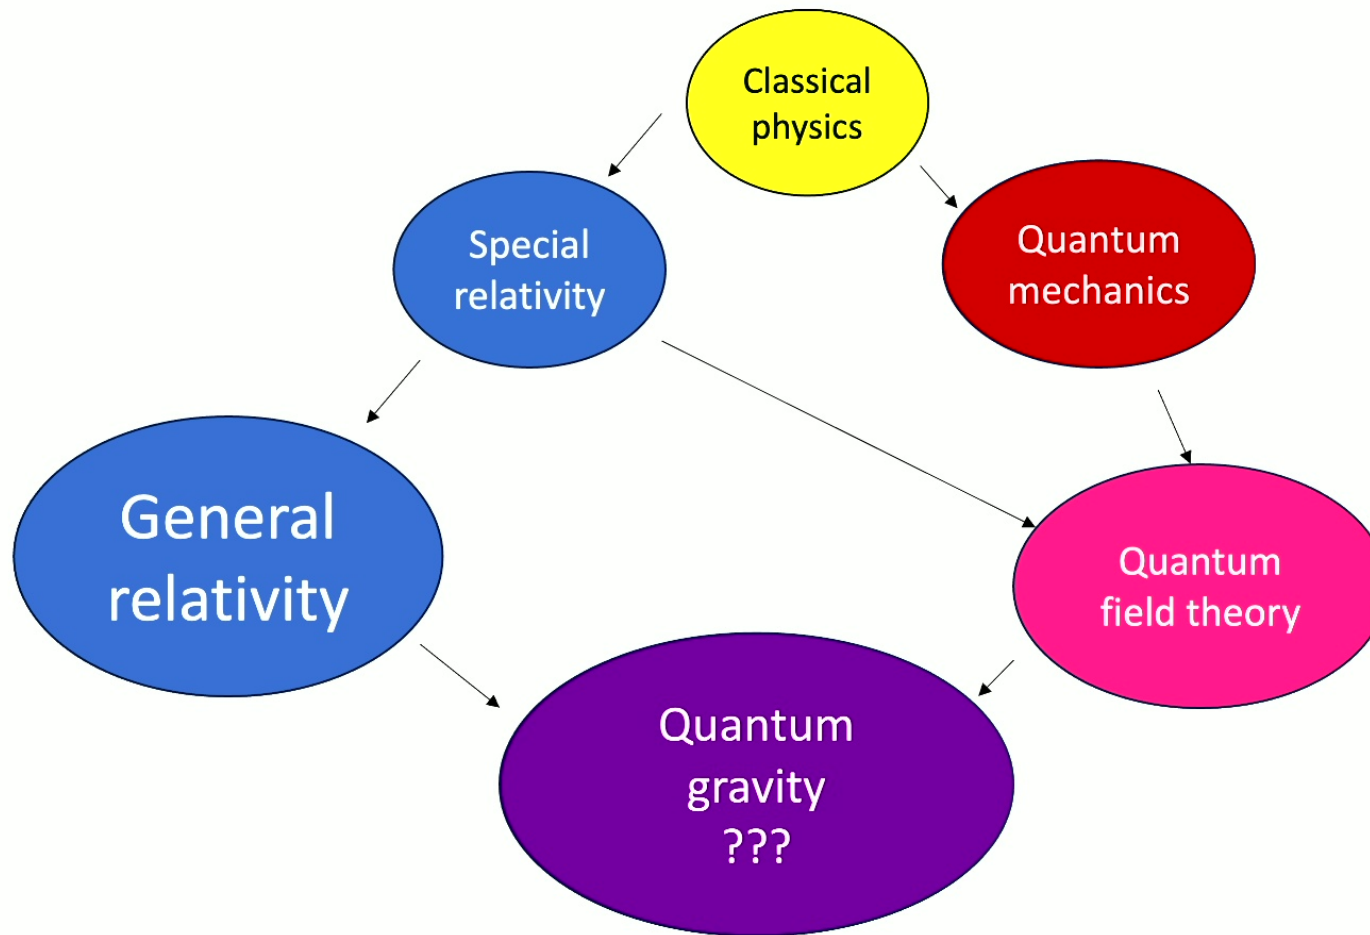 Classical
physics
Special
relativity
Quantum
mechanics
General
relativity
Quantum
field theory
Quantum
gravity
???